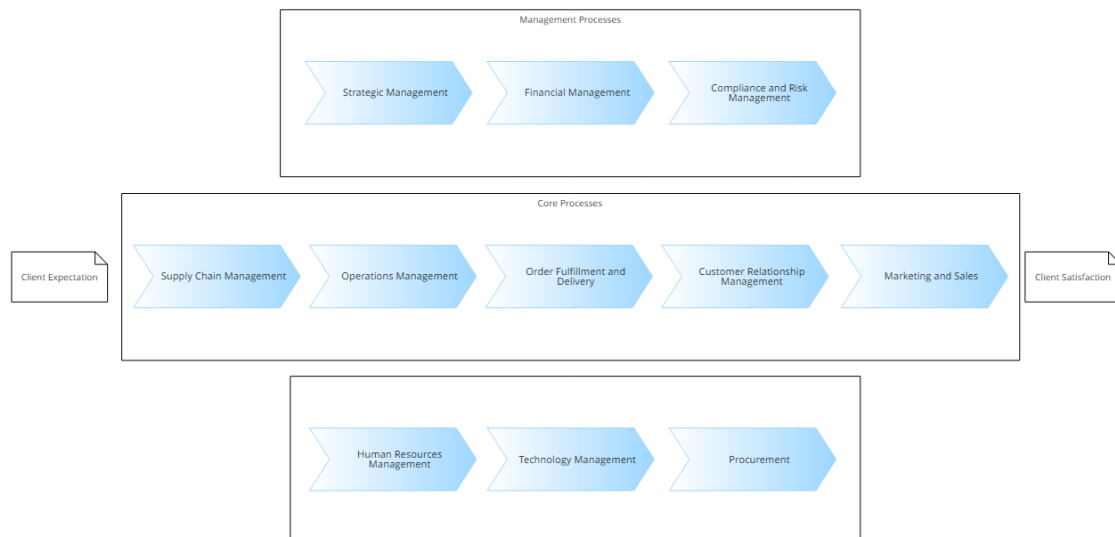 Management Processes
Strategic Management
Financial Management
Compliance and Risk
Management
Core Processes
Client Expectation
Supply Chain Management
Operations Management
Order Fulfillment and
Delivery
Customer Relationship
Management
Marketing and Sales
Client Satisfaction
Human Resources
Management
Technology Management
Procurement